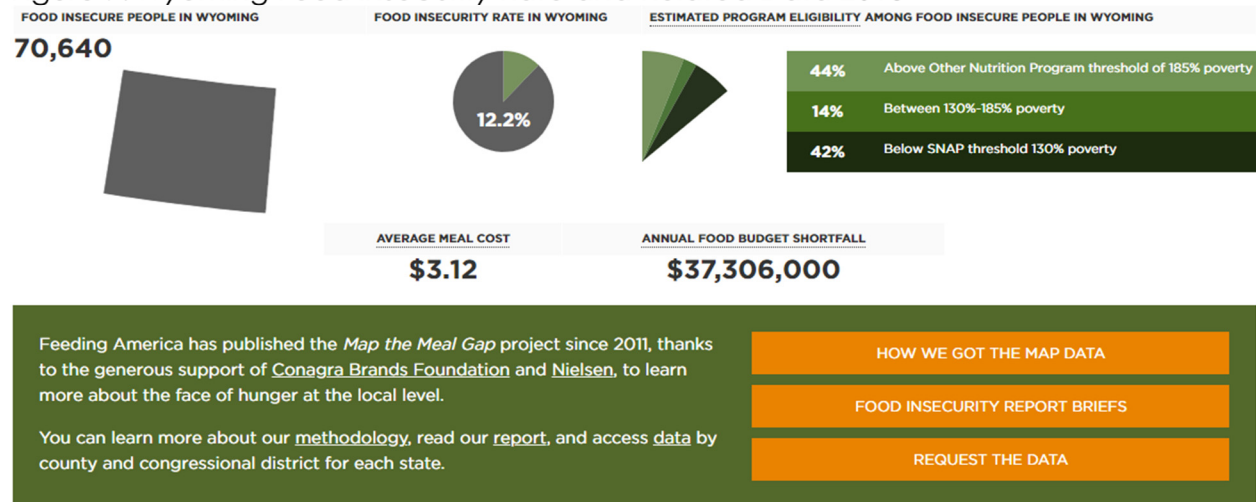 FOOD INSECURE PEOPLE IN WYOMING
70,640
FOOD INSECURITY RATE IN WYOMING
12.2%
ESTIMATED PROGRAM ELIGIBILITY AMONG FOOD INSECURE PEOPLE IN WYOMING
44% Above Other Nutrition Program threshold of 185% poverty
14% Between 130%-185% poverty
42% Below SNAP threshold 130% poverty
AVERAGE MEAL COST
$3.12
ANNUAL FOOD BUDGET SHORTFALL
$37,306,000
Feeding America has published the Map the Meal Gap project since 2011, thanks
to the generous support of Conagra Brands Foundation and Nielsen, to learn
more about the face of hunger at the local level.
You can learn more about our methodology, read our report, and access data by
county and congressional district for each state.
HOW WE GOT THE MAP DATA
FOOD INSECURITY REPORT BRIEFS
REQUEST THE DATA